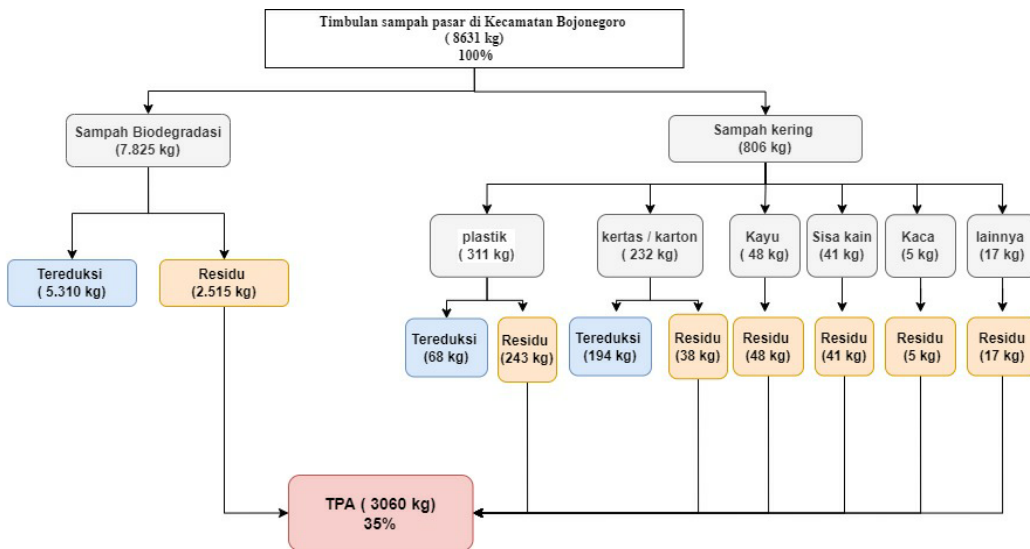 Timbulan sampah pasar di Kecamatan Bojonegoro
( 8631 kg)
100%
Sampah Biodegradasi
(7.825 kg)
Sampah kering
(806 kg)
plastik
( 311 kg)
kertas / karton
( 232 kg)
Kayu
( 48 kg)
Sisa kain
(41 kg)
Kaca
(5 kg)
lainnya
(17 kg)
Tereduksi
( 5.310 kg)
Residu
(2.515 kg)
Tereduksi
(68 kg)
Residu
(243 kg)
Tereduksi
(194 kg)
Residu
(38 kg)
Residu
(48 kg)
Residu
(41 kg)
Residu
(5 kg)
Residu
(17 kg)
TPA ( 3060 kg)
35%